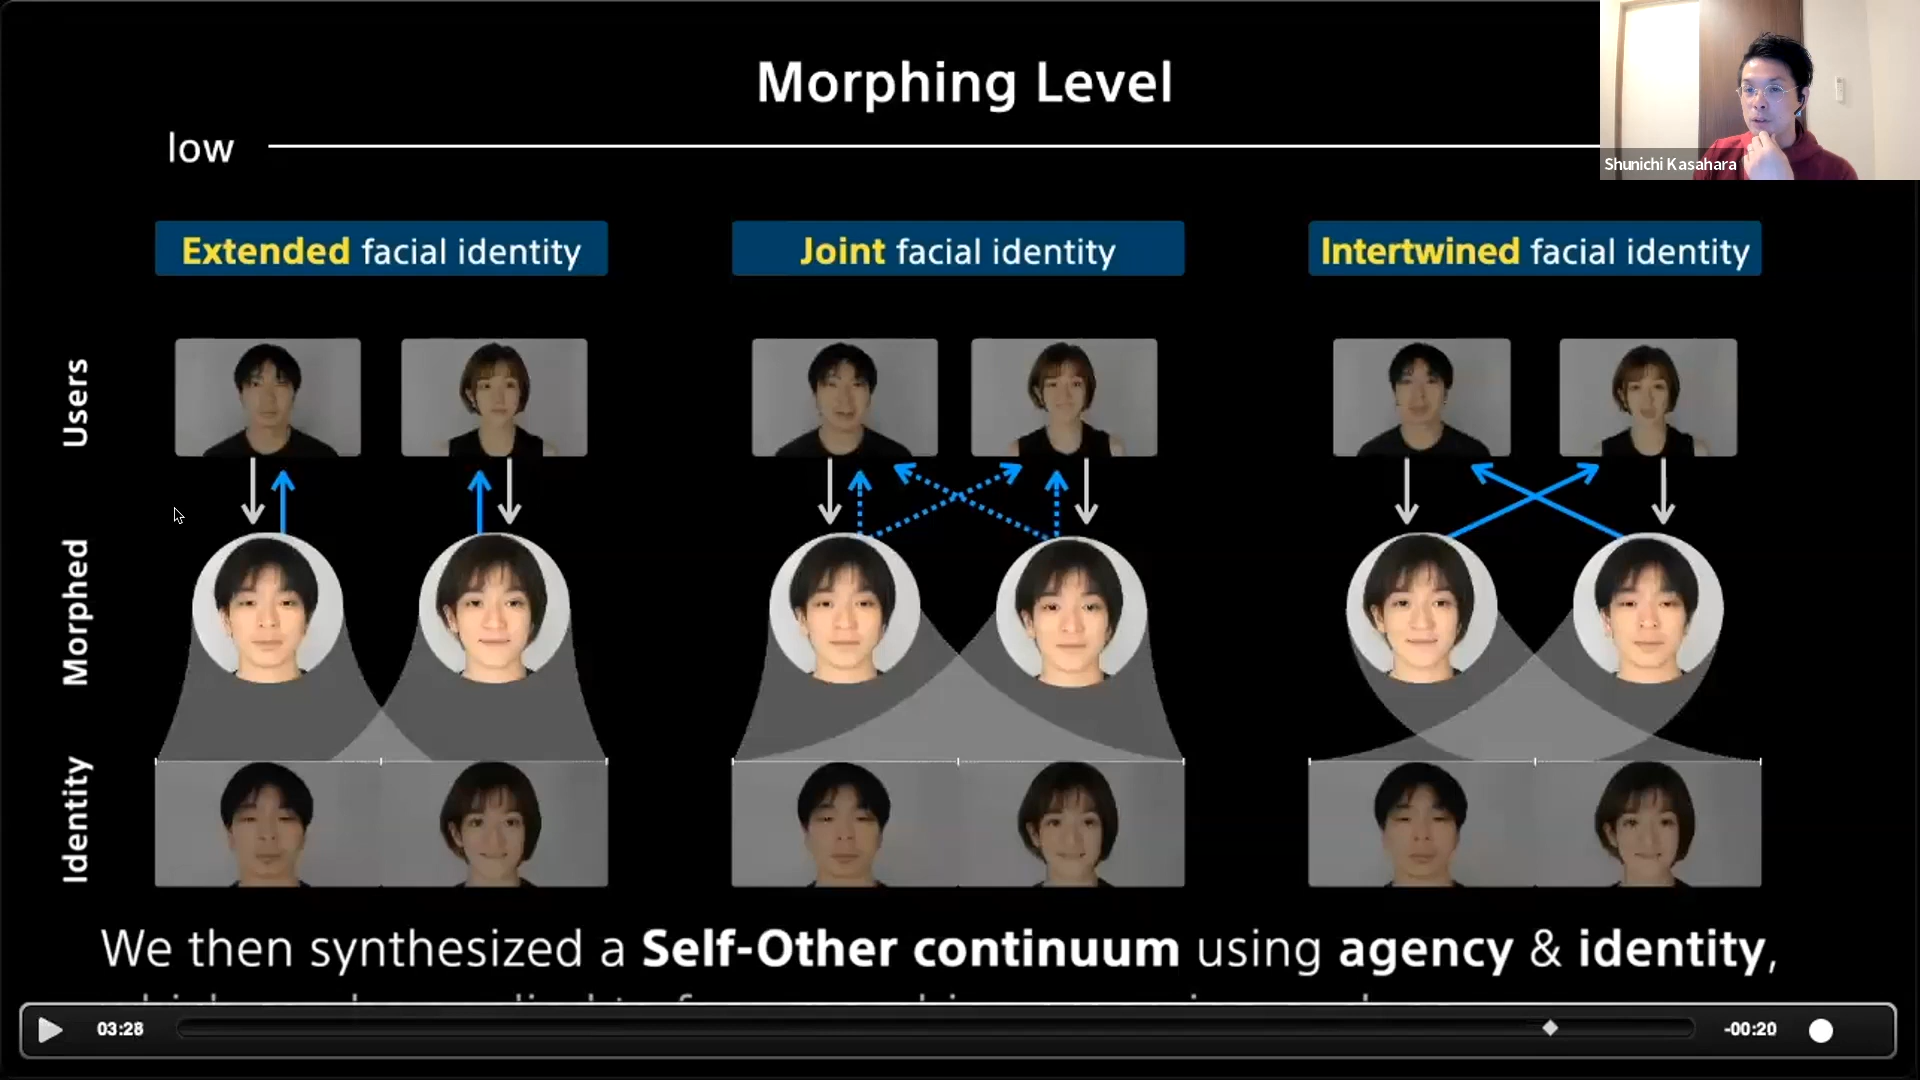 Morphing Level
low
Shunichi Kasahara
Extended facial identity
Joint facial identity
Intertwined facial identity
Users
Morphed
Identity
We then synthesized a Self-Other continuum using agency & identity,
03:28
-00:20